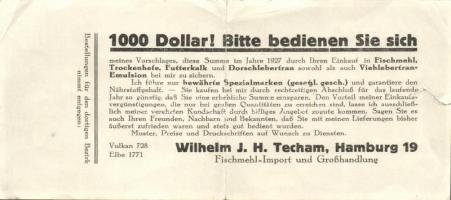 1000 Dollar! Bitte bedienen Sie sich
meines Vorschlages, diese Summe im Jahre 1927 durch Ihren Einkauf in Fischmehl,
Trockenhefe, Futterkalk und Dorschlebertran sowohl als auch Viehlebertran-
Emulsion bei mir zu sichern.
Ich führe nur bewährte Spezialmarken (gesetzl. gesch.) und garantiere den
Nährstoffgehalt. — Sie kaufen bei mir durch rechtzeitigen Abschluß für das laufende
Jahr so günstig, daß Sie eine erhebliche Summe einsparen. Den Vorteil meiner Einkaufs-
vergünstigungen, die nur bei großen Quantitäten zu erreichen sind, lasse ich ausschließ-
lich meiner verehrten Kundschaft durch billiges Angebot zugute kommen. Sagen Sie es
auch Ihren Freunden, Nachbarn und Bekannten, daß Sie mit meinen Lieferungen bisher
äußerst zufrieden waren und stets gut bedient wurden.
Muster, Preise und Druckschriften auf Wunsch zu Diensten.
Vulkan 728
Elbe 1771
Wilhelm J. H. Techam, Hamburg 19
Fischmehl-Import und Großhandlung
Bestellungen für den dortigen Bezirk
nimmt entgegen: